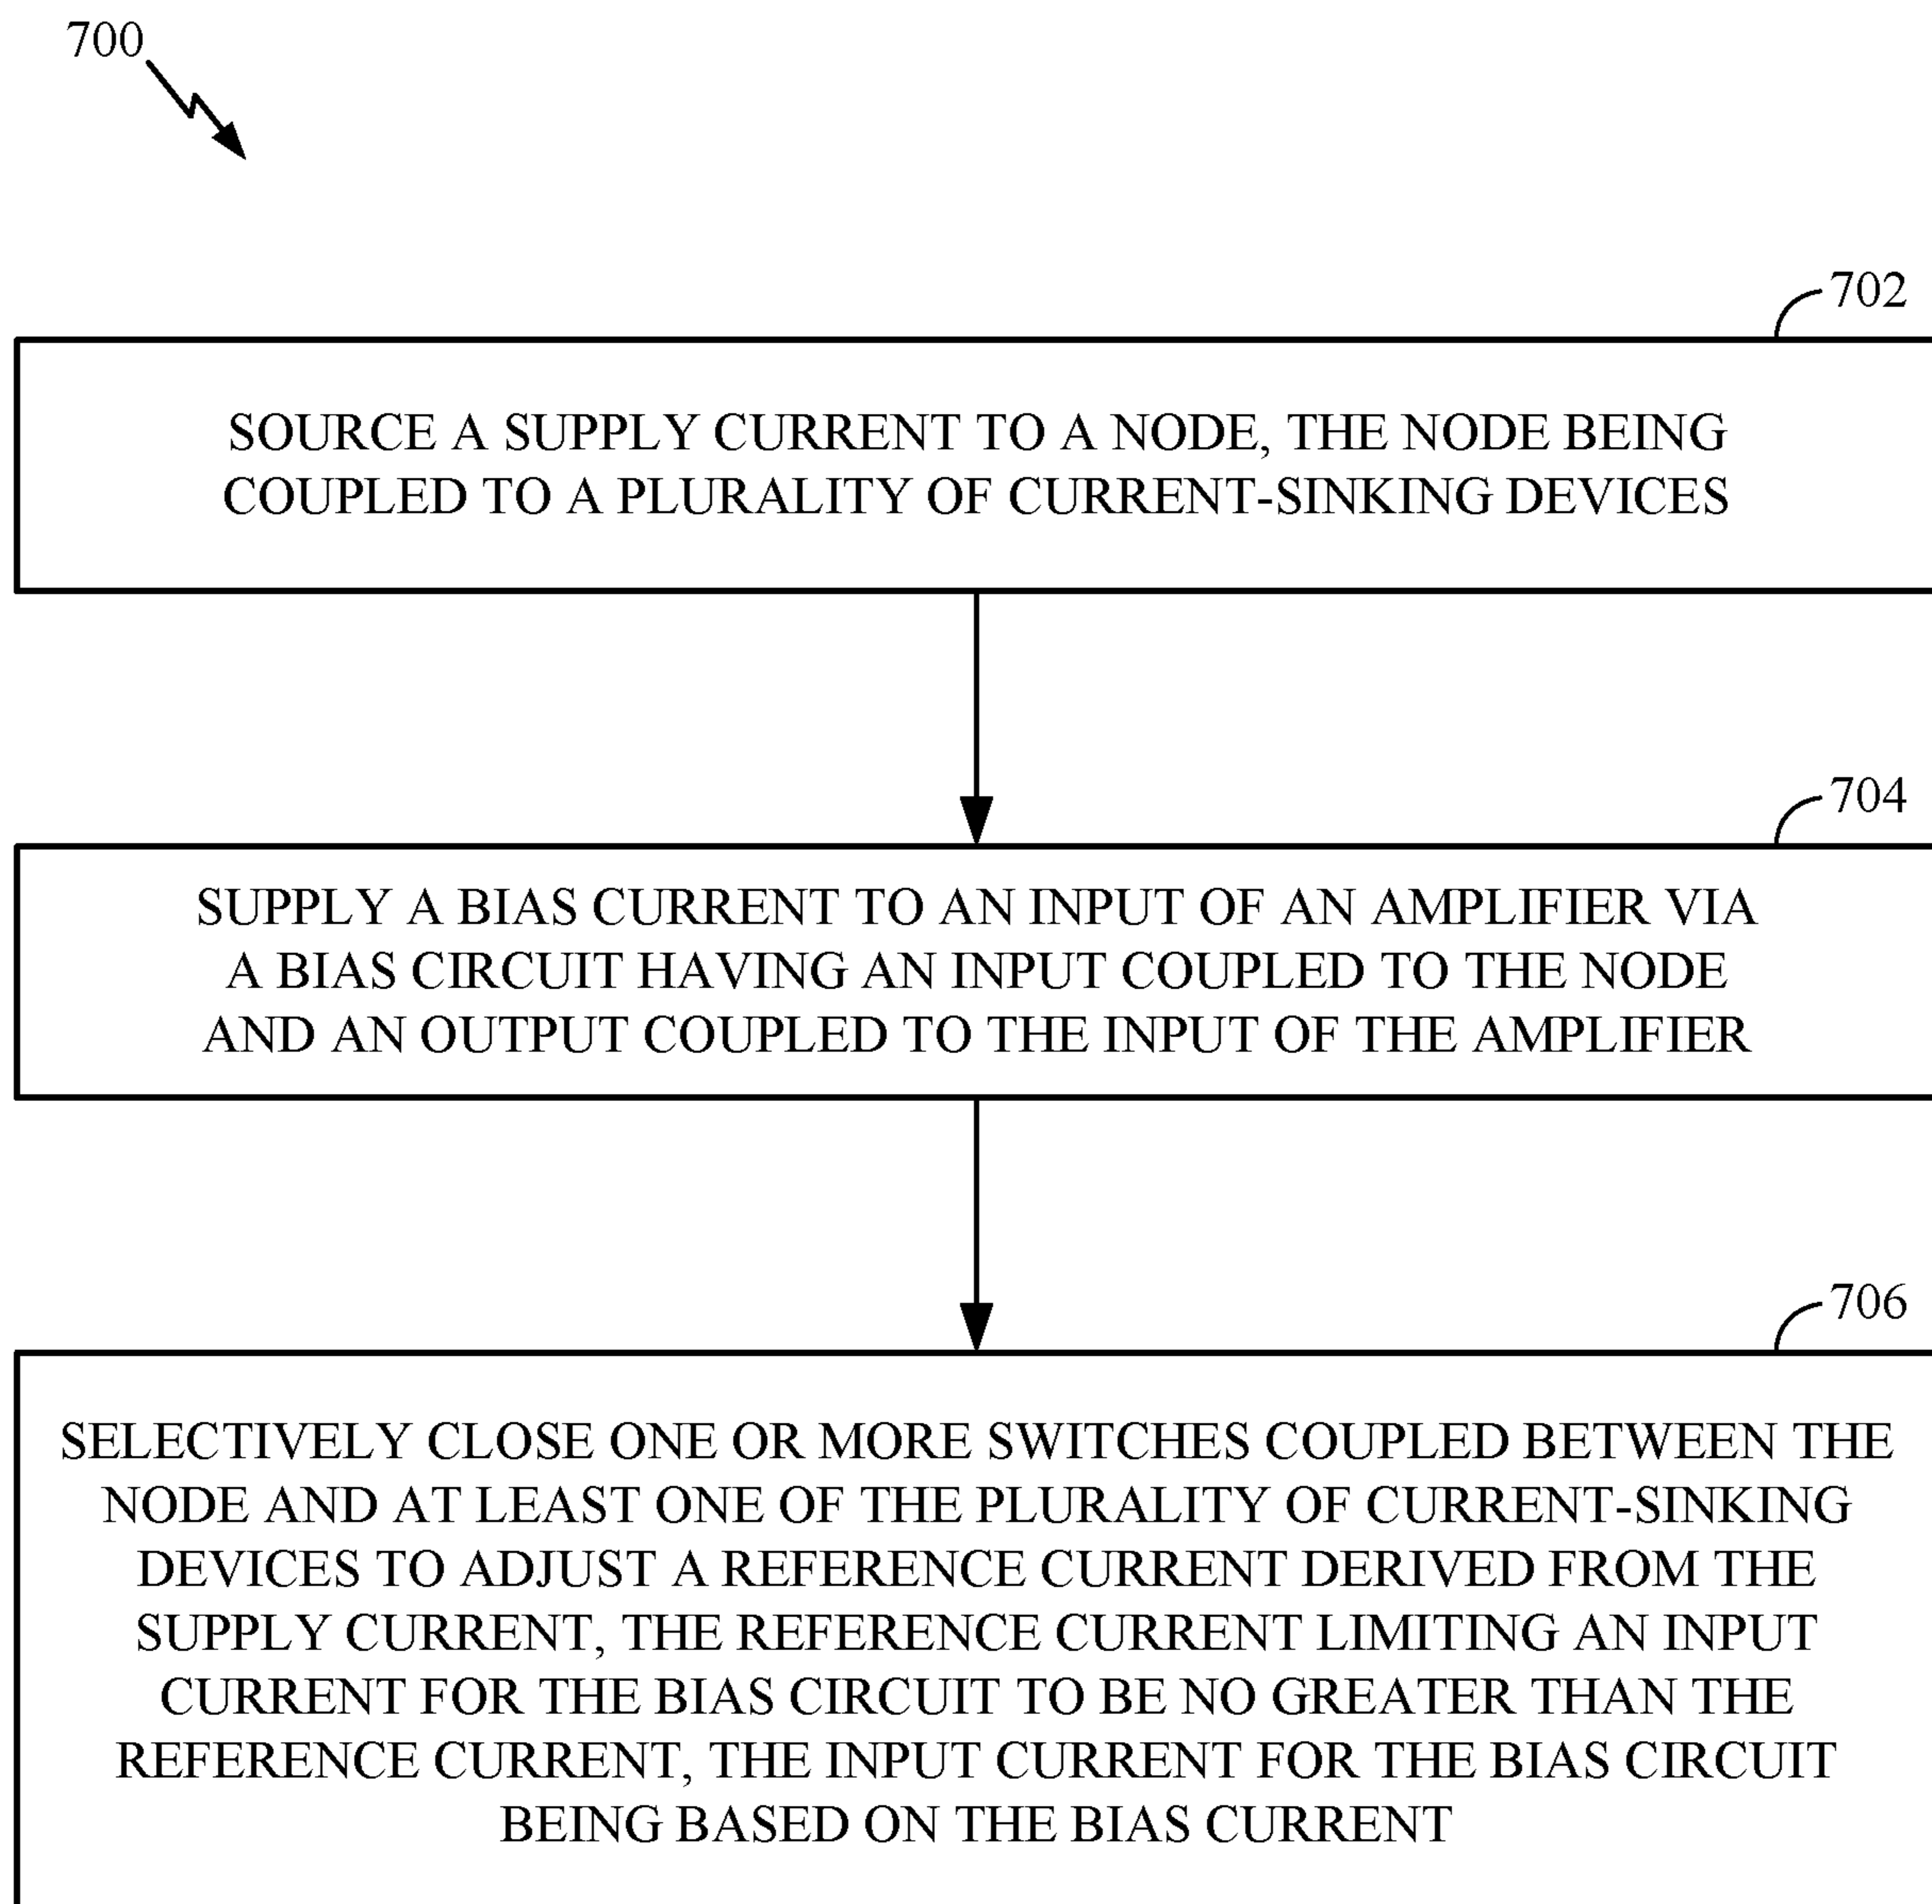 700
702
SOURCE A SUPPLY CURRENT TO A NODE, THE NODE BEING
COUPLED TO A PLURALITY OF CURRENT-SINKING DEVICES
704
SUPPLY A BIAS CURRENT TO AN INPUT OF AN AMPLIFIER VIA
A BIAS CIRCUIT HAVING AN INPUT COUPLED TO THE NODE
AND AN OUTPUT COUPLED TO THE INPUT OF THE AMPLIFIER
706
SELECTIVELY CLOSE ONE OR MORE SWITCHES COUPLED BETWEEN THE
NODE AND AT LEAST ONE OF THE PLURALITY OF CURRENT-SINKING
DEVICES TO ADJUST A REFERENCE CURRENT DERIVED FROM THE
SUPPLY CURRENT, THE REFERENCE CURRENT LIMITING AN INPUT
CURRENT FOR THE BIAS CIRCUIT TO BE NO GREATER THAN THE
REFERENCE CURRENT, THE INPUT CURRENT FOR THE BIAS CIRCUIT
BEING BASED ON THE BIAS CURRENT